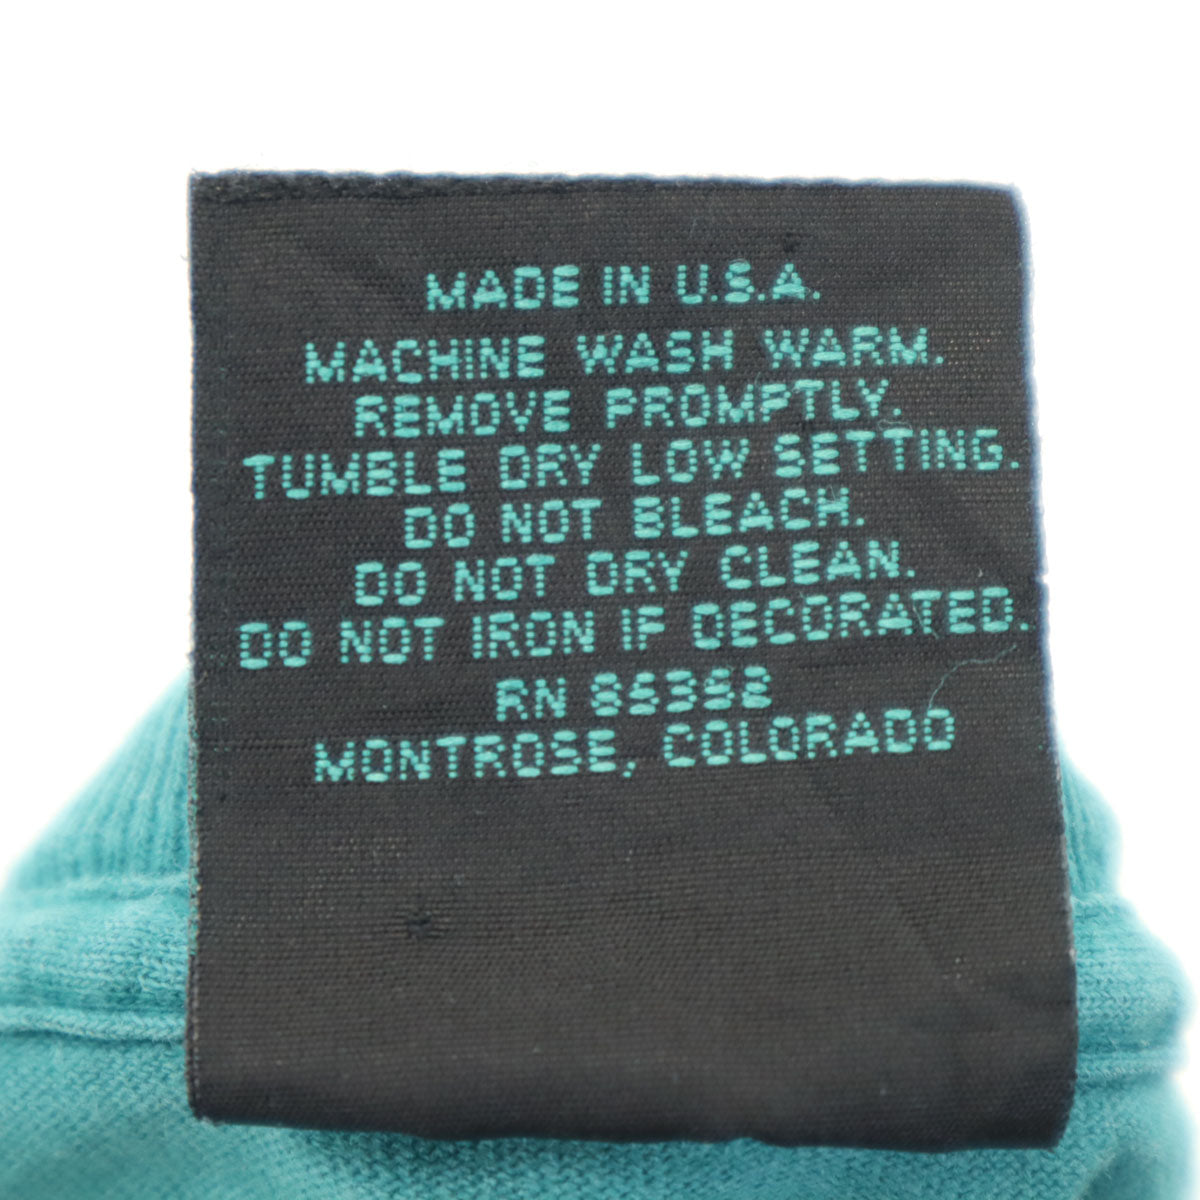 MADE IN U.S.A.
MACHINE WASH WARM.
REMOVE PROMPTLY.
TUMBLE DRY LOW SETTING.
DO NOT BLEACH.
DO NOT DRY CLEAN.
DO NOT IRON IF DECORATED.
RN
MONTROSE, COLORADO